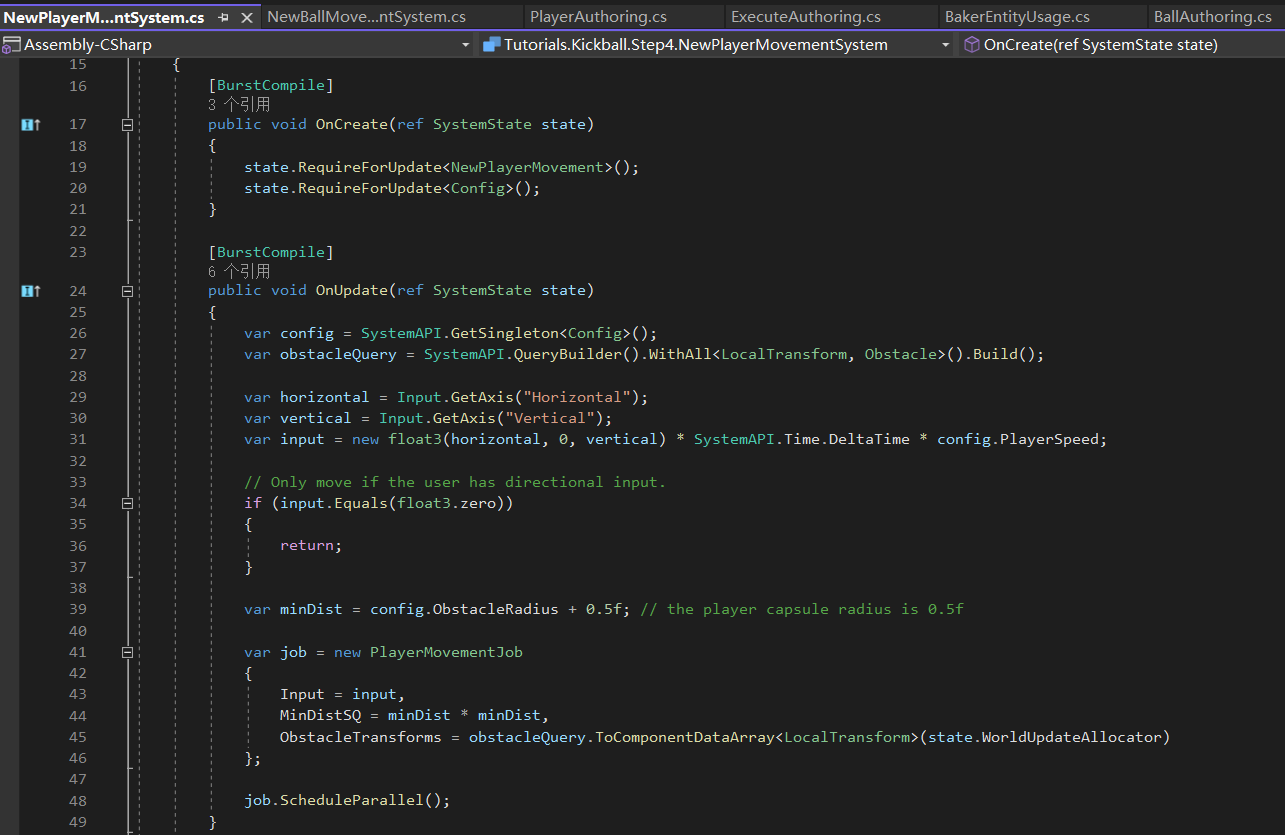 NewPlayerM...ntSystem.cs NewBallMove...ntSystem.cs PlayerAuthoring.cs ExecuteAuthoring.cs BakerEntityUsage.cs BallAuthoring.cs
Assembly-CSharp Tutorials.Kickball.Step4.NewPlayerMovementSystem OnCreate(ref SystemState state)
15 {
16 [BurstCompile]
3 个引用
17 public void OnCreate(ref SystemState state)
18 {
19 state.RequireForUpdate<NewPlayerMovement>();
20 state.RequireForUpdate<Config>();
21 }
22
23 [BurstCompile]
6 个引用
24 public void OnUpdate(ref SystemState state)
25 {
26 var config = SystemAPI.GetSingleton<Config>();
27 var obstacleQuery = SystemAPI.QueryBuilder().WithAll<LocalTransform, Obstacle>().Build();
28
29 var horizontal = Input.GetAxis("Horizontal");
30 var vertical = Input.GetAxis("Vertical");
31 var input = new float3(horizontal, 0, vertical) * SystemAPI.Time.DeltaTime * config.PlayerSpeed;
32
33 // Only move if the user has directional input.
34 if (input.Equals(float3.zero))
35 {
36 return;
37 }
38
39 var minDist = config.ObstacleRadius + 0.5f; // the player capsule radius is 0.5f
40
41 var job = new PlayerMovementJob
42 {
43 Input = input,
44 MinDistSQ = minDist * minDist,
45 ObstacleTransforms = obstacleQuery.ToComponentDataArray<LocalTransform>(state.WorldUpdateAllocator)
46 };
47
48 job.ScheduleParallel();
49 }